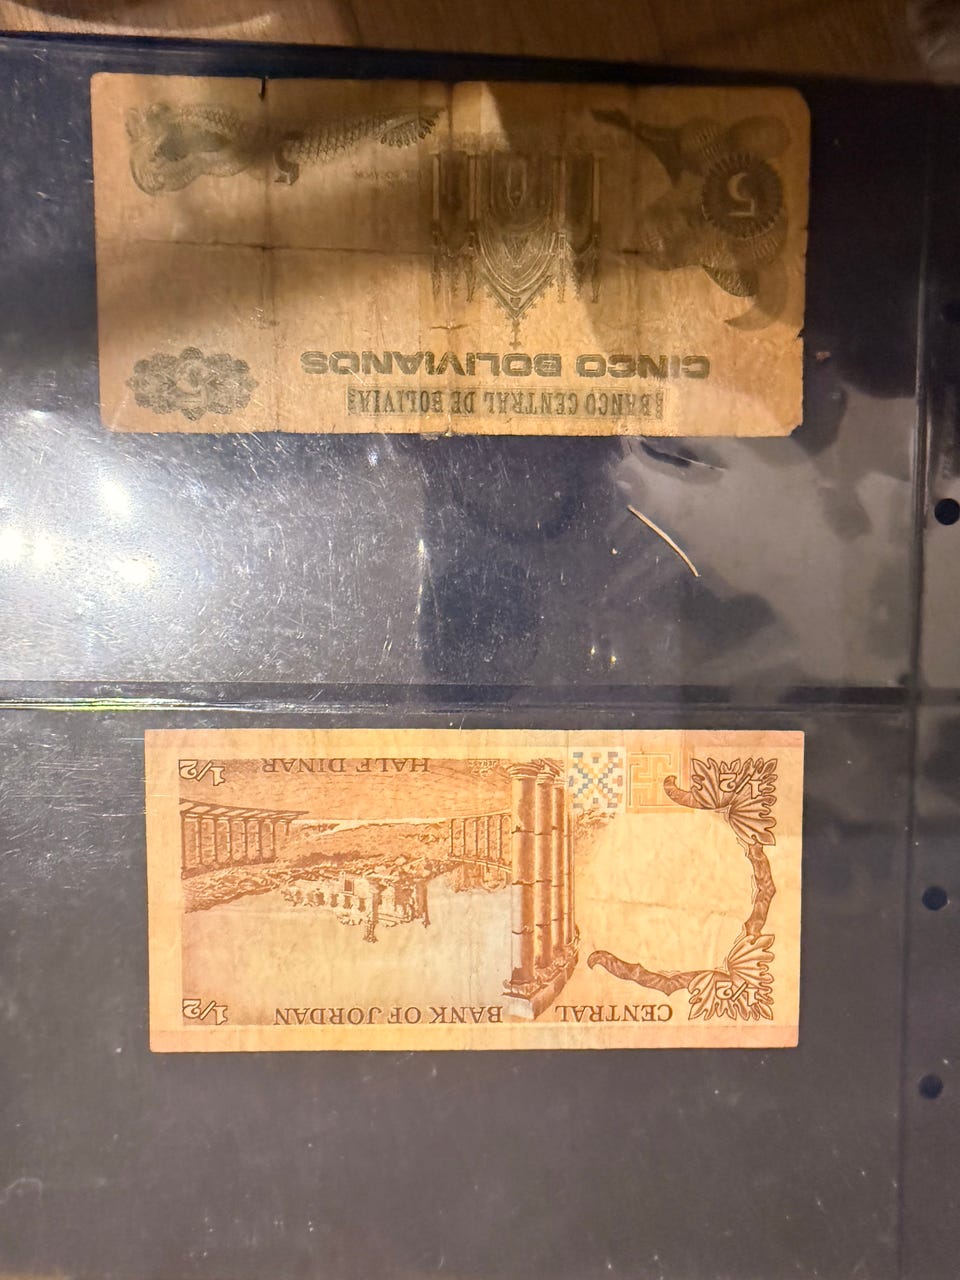 BANCO CENTRAL DE BOLIVIA
CINCO BOLIVIANOS
5
5
1/2 CENTRAL BANK OF JORDAN 1/2
1/2 HALF DINAR 1/2